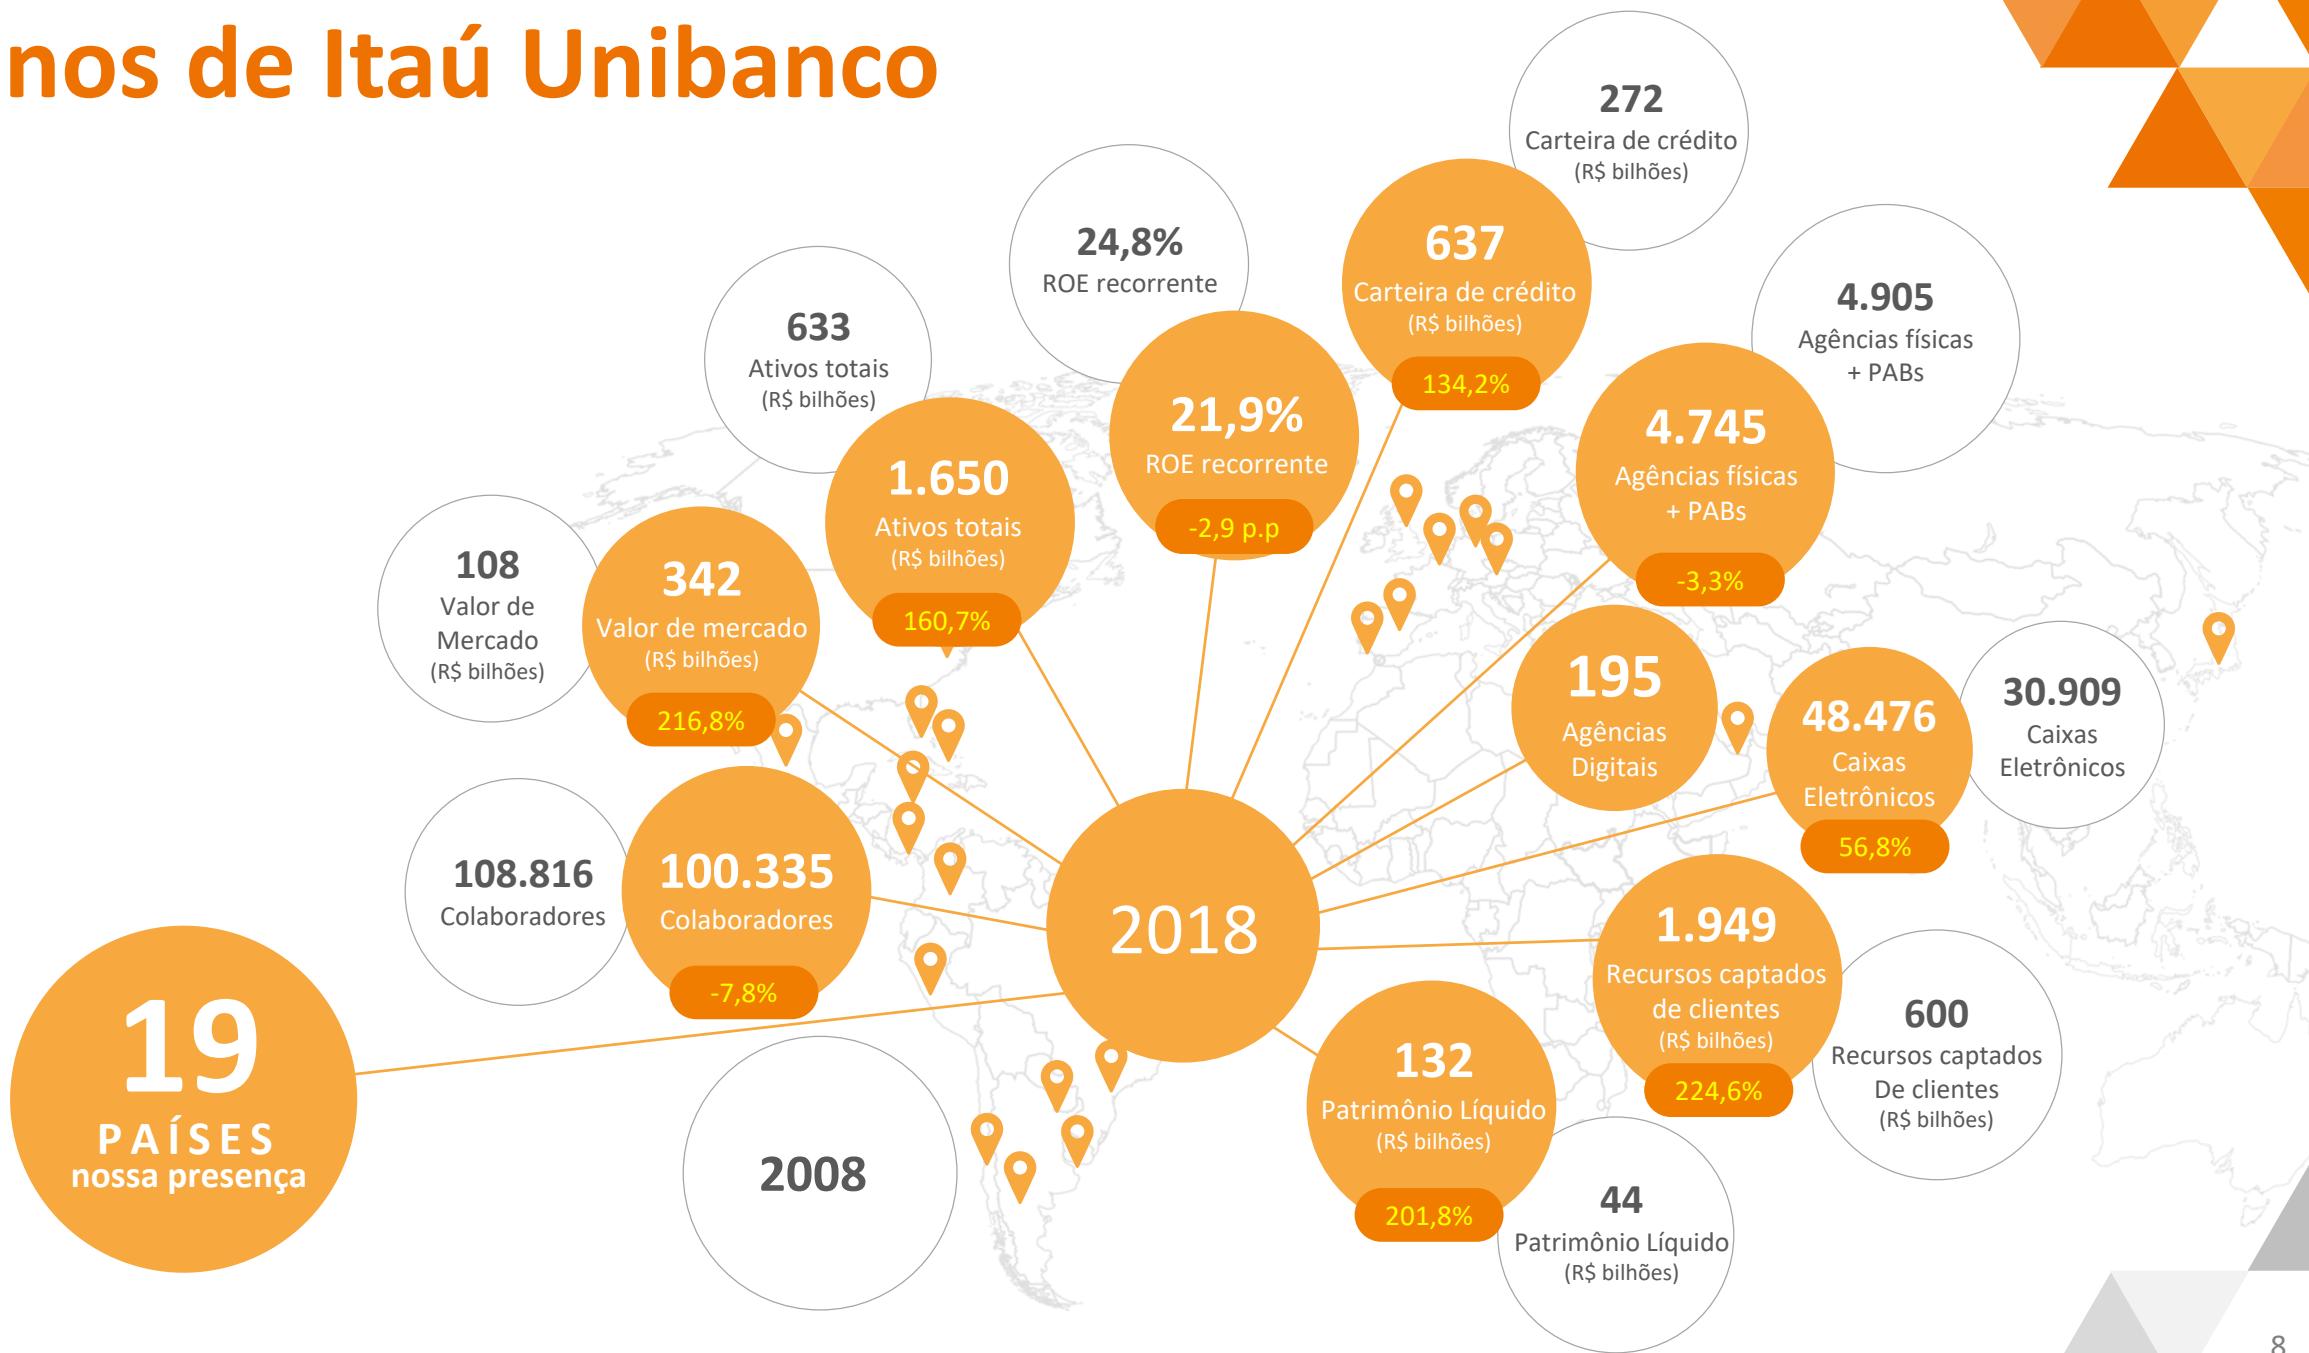 nos de Itaú Unibanco
272
Carteira de crédito
(R$ bilhões)
637
Carteira de crédito
(R$ bilhões)
134,2%
24,8%
ROE recorrente
21,9%
ROE recorrente
-2,9 p.p
4.905
Agências físicas
+ PABs
4.745
Agências físicas
+ PABs
-3,3%
633
Ativos totais
(R$ bilhões)
1.650
Ativos totais
(R$ bilhões)
160,7%
108
Valor de
Mercado
(R$ bilhões)
342
Valor de mercado
(R$ bilhões)
216,8%
195
Agências
Digitais
48.476
Caixas
Eletrônicos
56,8%
30.909
Caixas
Eletrônicos
108.816
Colaboradores
100.335
Colaboradores
-7,8%
2018
1.949
Recursos captados
de clientes
(R$ bilhões)
224,6%
600
Recursos captados
De clientes
(R$ bilhões)
19
PAÍSES
nossa presença
2008
132
Patrimônio Líquido
(R$ bilhões)
201,8%
44
Patrimônio Líquido
(R$ bilhões)
8